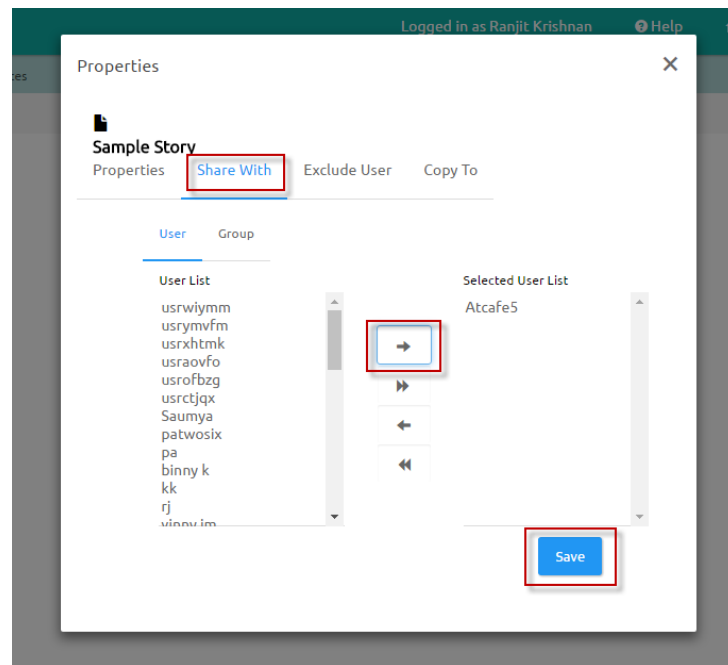 Logged in as Ranjit Krishnan Help
Properties
Sample Story
Properties Share With Exclude User Copy To
User Group
User List
usrwiymm
usrymvfm
usrxhtmk
usraovfo
usrofbzg
usrctjqx
Saumya
patwosix
pa
binny k
kk
rj
Selected User List
Atcafe5
Save